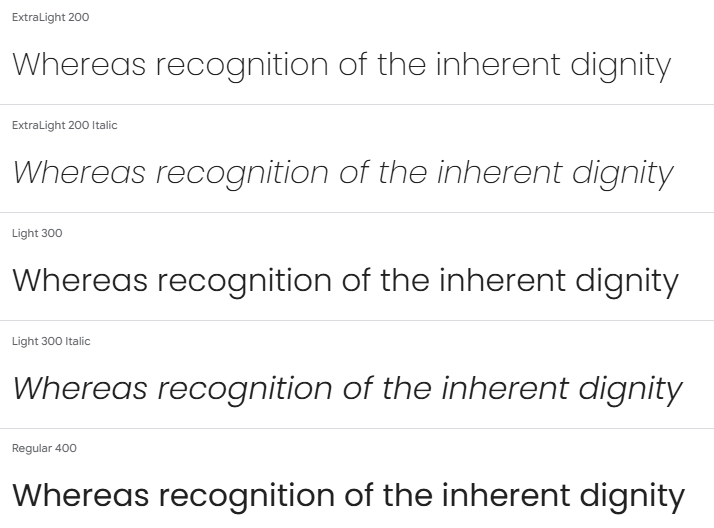 ExtraLight 200
Whereas recognition of the inherent dignity
ExtraLight 200 Italic
Whereas recognition of the inherent dignity
Light 300
Whereas recognition of the inherent dignity
Light 300 Italic
Whereas recognition of the inherent dignity
Regular 400
Whereas recognition of the inherent dignity